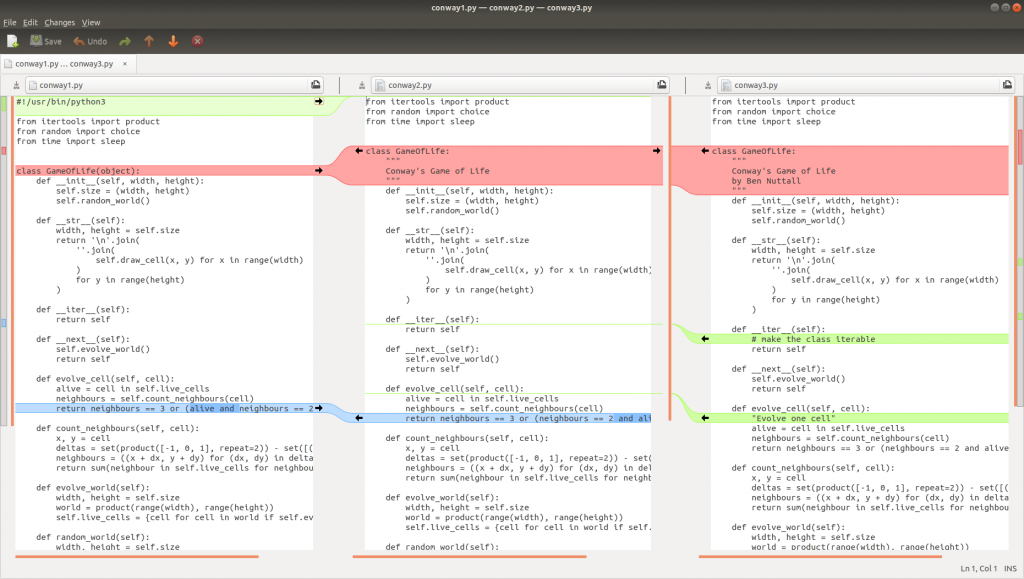 conway1.py — conway2.py — conway3.py
File Edit Changes View
Save Undo
conway1.py ... conway3.py ×
conway1.py
#!/usr/bin/python3
from itertools import product
from random import choice
from time import sleep
class GameOfLife(object):
def __init__(self, width, height):
self.size = (width, height)
self.random_world()
def __str__(self):
width, height = self.size
return '\n'.join(
''.join(
self.draw_cell(x, y) for x in range(width)
)
for y in range(height)
)
def __iter__(self):
return self
def __next__(self):
self.evolve_world()
return self
def evolve_cell(self, cell):
alive = cell in self.live_cells
neighbours = self.count_neighbours(cell)
return neighbours == 3 or (alive and neighbours == 2
def count_neighbours(self, cell):
x, y = cell
deltas = set(product([-1, 0, 1], repeat=2)) - set([(
neighbours = ((x + dx, y + dy) for (dx, dy) in delta
return sum(neighbour in self.live_cells for neighbou
def evolve_world(self):
width, height = self.size
world = product(range(width), range(height))
self.live_cells = {cell for cell in world if self.ev
def random_world(self):
width, height = self.size
conway2.py
from itertools import product
from random import choice
from time import sleep
class GameOfLife:
"""
Conway's Game of Life
"""
def __init__(self, width, height):
self.size = (width, height)
self.random_world()
def __str__(self):
width, height = self.size
return '\n'.join(
''.join(
self.draw_cell(x, y) for x in range(width)
)
for y in range(height)
)
def __iter__(self):
return self
def __next__(self):
self.evolve_world()
return self
def evolve_cell(self, cell):
alive = cell in self.live_cells
neighbours = self.count_neighbours(cell)
return neighbours == 3 or (neighbours == 2 and ali
def count_neighbours(self, cell):
x, y = cell
deltas = set(product([-1, 0, 1], repeat=2)) - set(
neighbours = ((x + dx, y + dy) for (dx, dy) in del
return sum(neighbour in self.live_cells for neighb
def evolve_world(self):
width, height = self.size
world = product(range(width), range(height))
self.live_cells = {cell for cell in world if self.
def random_world(self):
conway3.py
from itertools import product
from random import choice
from time import sleep
class GameOfLife:
"""
Conway's Game of Life
by Ben Nuttall
"""
def __init__(self, width, height):
self.size = (width, height)
self.random_world()
def __str__(self):
width, height = self.size
return '\n'.join(
''.join(
self.draw_cell(x, y) for x in range(width)
)
for y in range(height)
)
def __iter__(self):
# make the class iterable
return self
def __next__(self):
self.evolve_world()
return self
def evolve_cell(self, cell):
"Evolve one cell"
alive = cell in self.live_cells
neighbours = self.count_neighbours(cell)
return neighbours == 3 or (neighbours == 2 and alive
def count_neighbours(self, cell):
x, y = cell
deltas = set(product([-1, 0, 1], repeat=2)) - set([(
neighbours = ((x + dx, y + dy) for (dx, dy) in delta
return sum(neighbour in self.live_cells for neighbou
def evolve_world(self):
width, height = self.size
world = product(range(width), range(height))
Ln 1, Col 1 INS